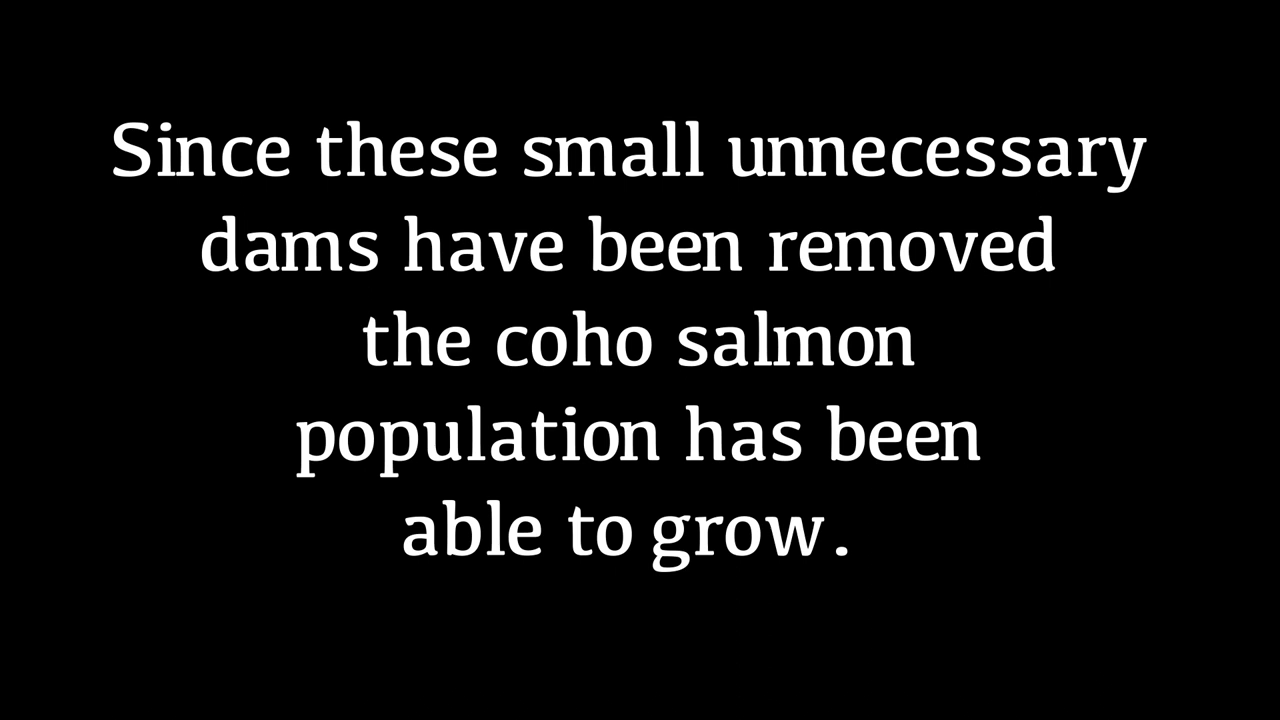 Since these small unnecessary
dams have been removed
the coho salmon
population has been
able to grow.